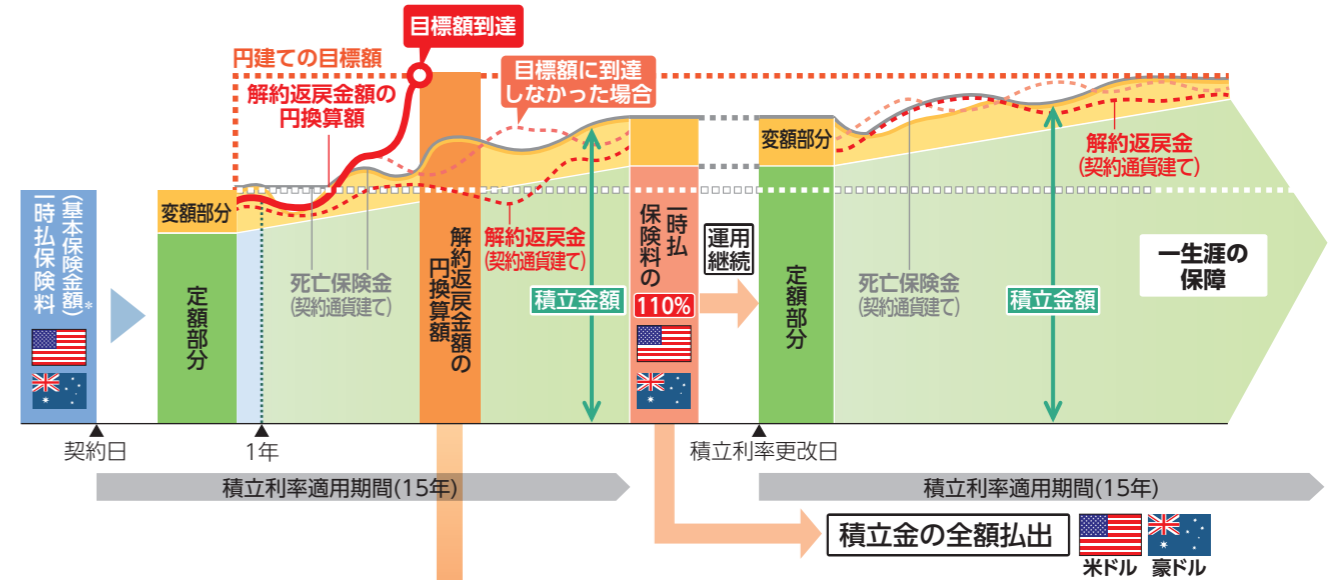 目標額到達
円建ての目標額
解約返戻金額の
円換算額
目標額に到達
しなかった場合
一時払保険料
(基本保険金額)*
変額部分
定額部分
死亡保険金
(契約通貨建て)
解約返戻金額の
円換算額
解約返戻金
(契約通貨建て)
積立金額
一時払
保険料の
110%
運用
継続
変額部分
定額部分
死亡保険金
(契約通貨建て)
積立金額
解約返戻金
(契約通貨建て)
一生涯の
保障
契約日
1年
積立利率更改日
積立利率適用期間(15年)
積立利率適用期間(15年)
積立金の全額払出
米ドル
豪ドル